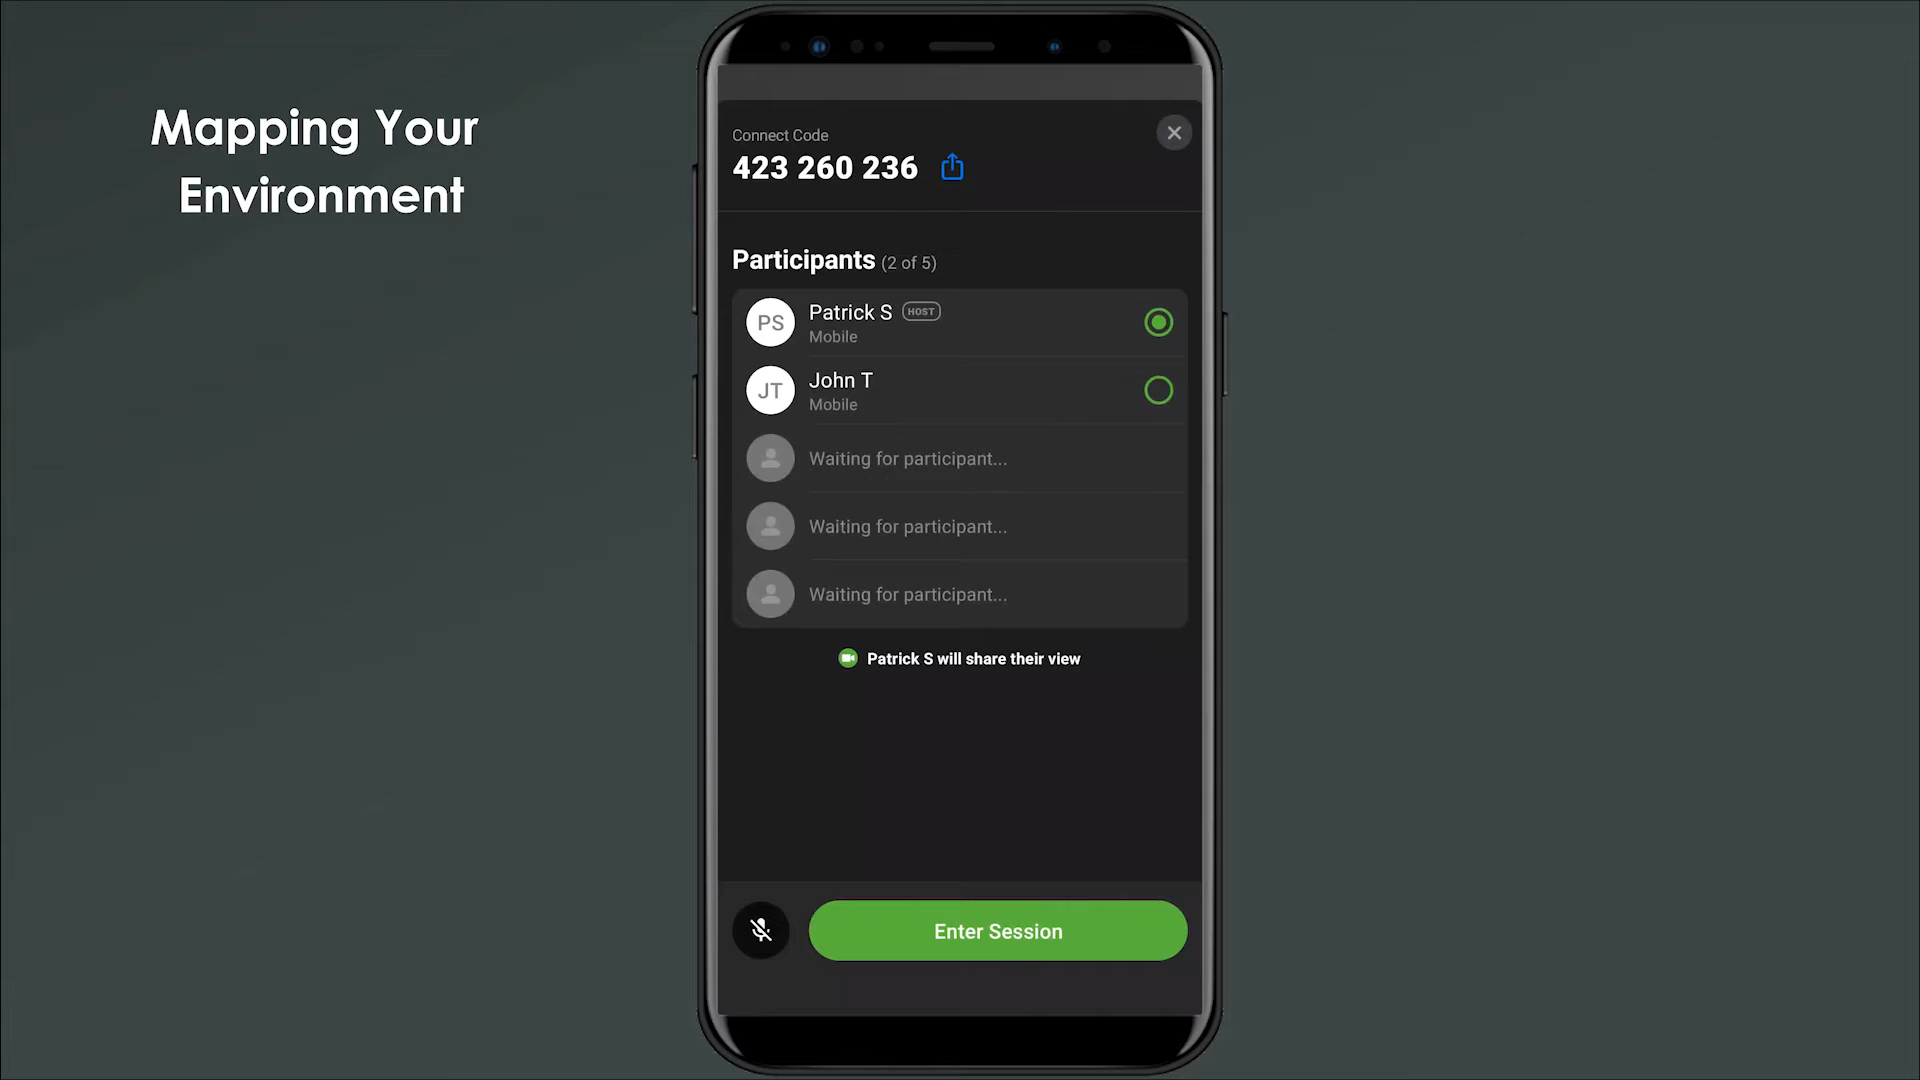 Mapping Your
Environment
Connect Code
423 260 236
Participants (2 of 5)
PS
Patrick S HOST
Mobile
JT
John T
Mobile
Waiting for participant...
Waiting for participant...
Waiting for participant...
Patrick S will share their view
Enter Session